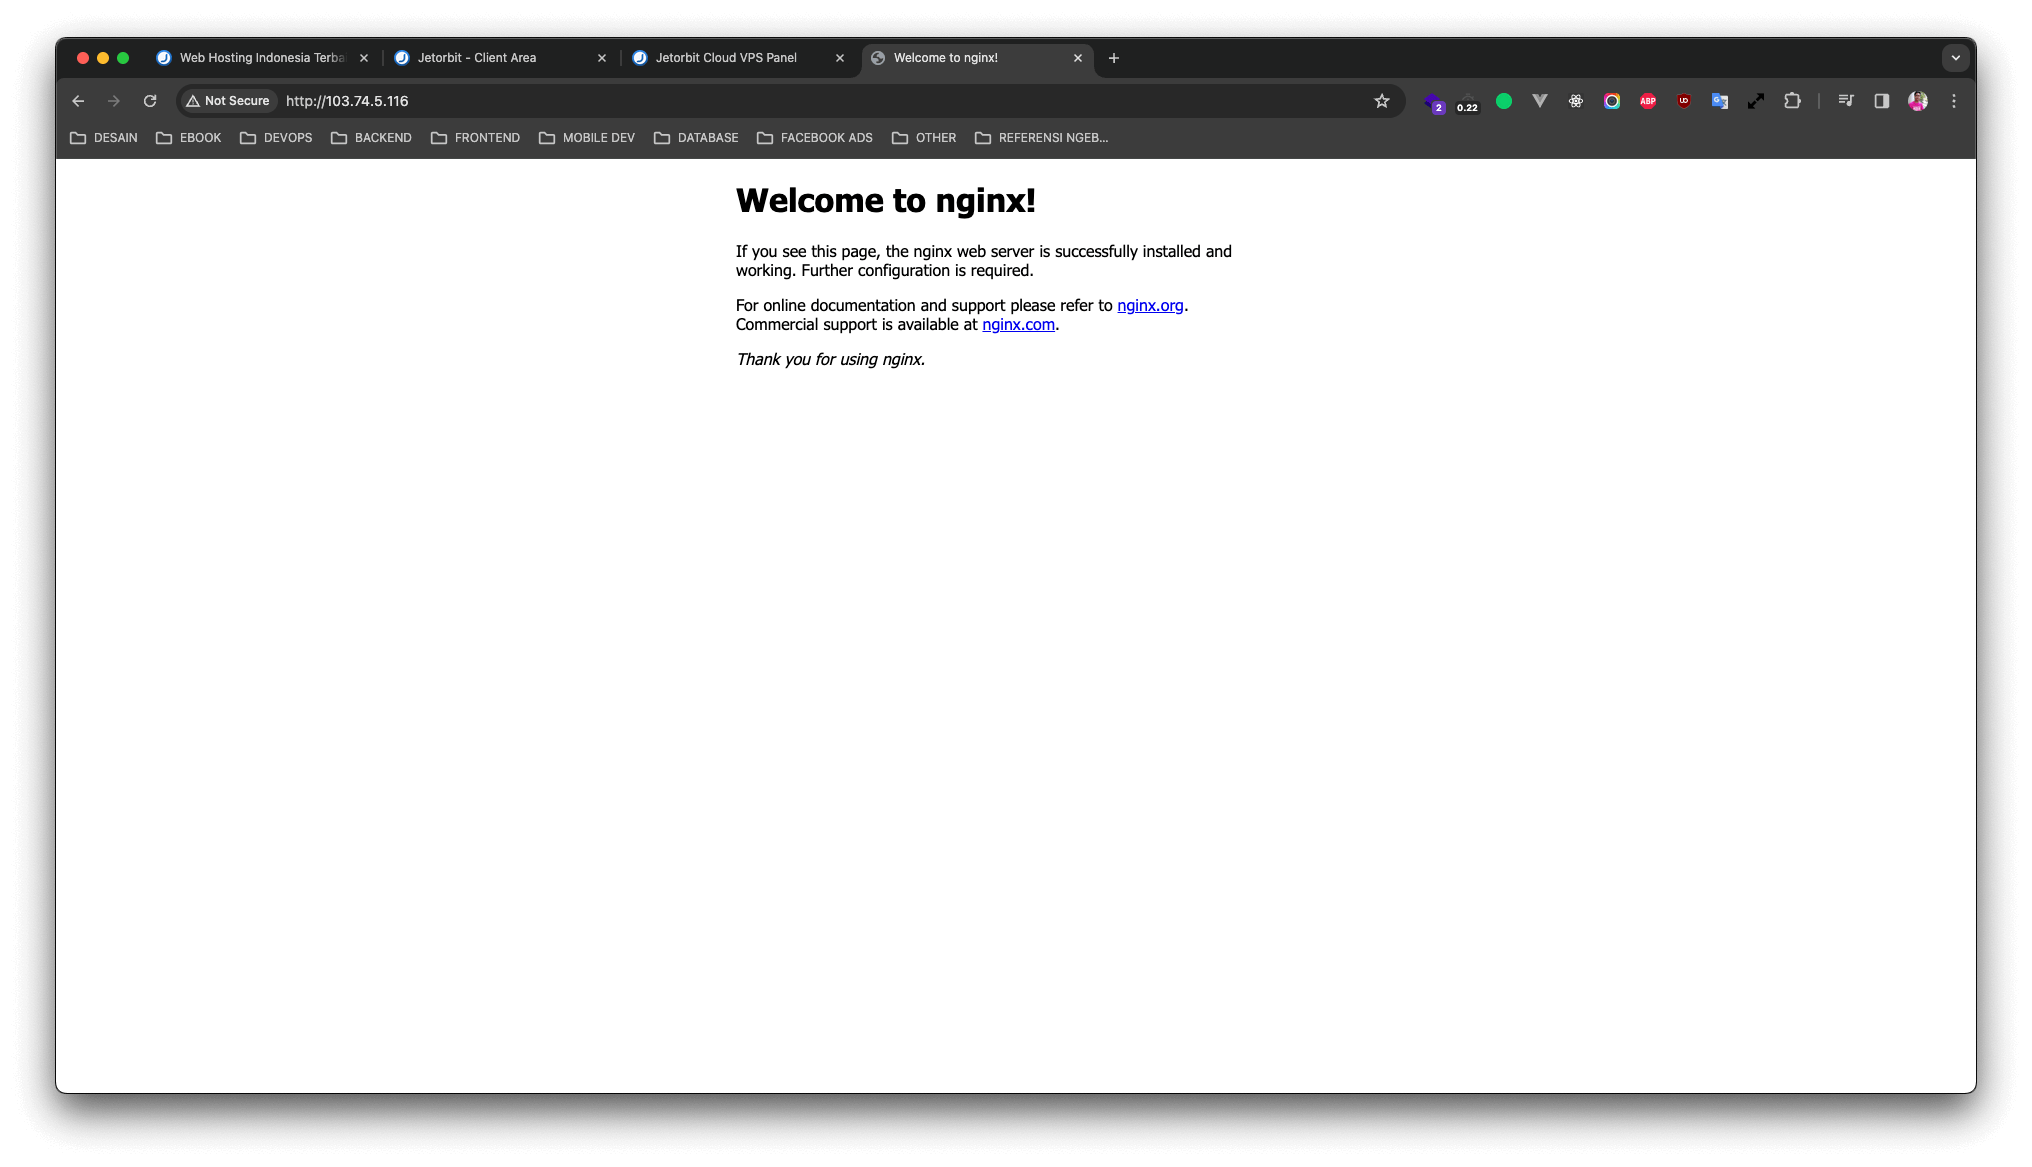 Web Hosting Indonesia Terba
Jetorbit - Client Area
Jetorbit Cloud VPS Panel
Welcome to nginx!
Not Secure
http://103.74.5.116
2
0.22
ABP
DESAIN
EBOOK
DEVOPS
BACKEND
FRONTEND
MOBILE DEV
DATABASE
FACEBOOK ADS
OTHER
REFERENSI NGEB...
Welcome to nginx!
If you see this page, the nginx web server is successfully installed and
working. Further configuration is required.
For online documentation and support please refer to nginx.org.
Commercial support is available at nginx.com.
Thank you for using nginx.